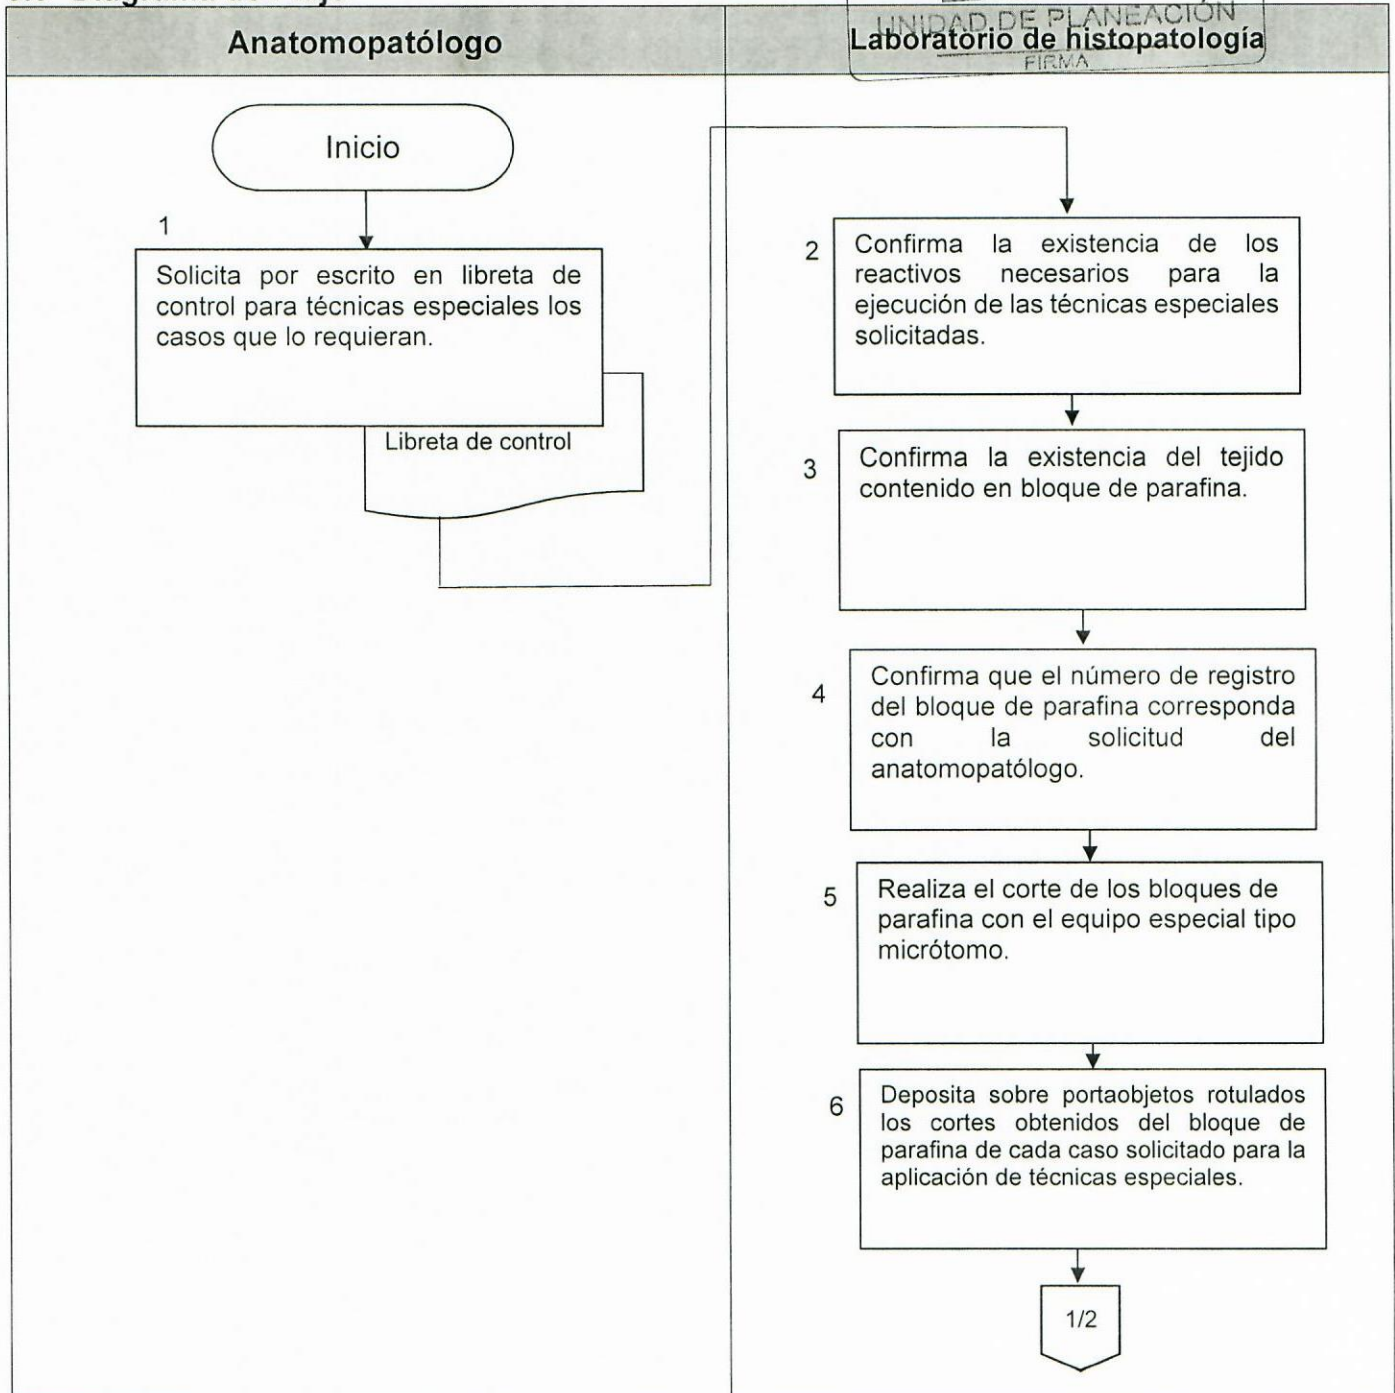 Anatomopatólogo
UNIDAD DE PLANEACIÓN
Laboratorio de histopatología
FIRMA
Inicio
1
Solicita por escrito en libreta de
control para técnicas especiales los
casos que lo requieran.
Libreta de control
2
Confirma la existencia de los
reactivos necesarios para la
ejecución de las técnicas especiales
solicitadas.
3
Confirma la existencia del tejido
contenido en bloque de parafina.
4
Confirma que el número de registro
del bloque de parafina corresponda
con la solicitud del
anatomopatólogo.
5
Realiza el corte de los bloques de
parafina con el equipo especial tipo
micrótomo.
6
Deposita sobre portaobjetos rotulados
los cortes obtenidos del bloque de
parafina de cada caso solicitado para la
aplicación de técnicas especiales.
1/2